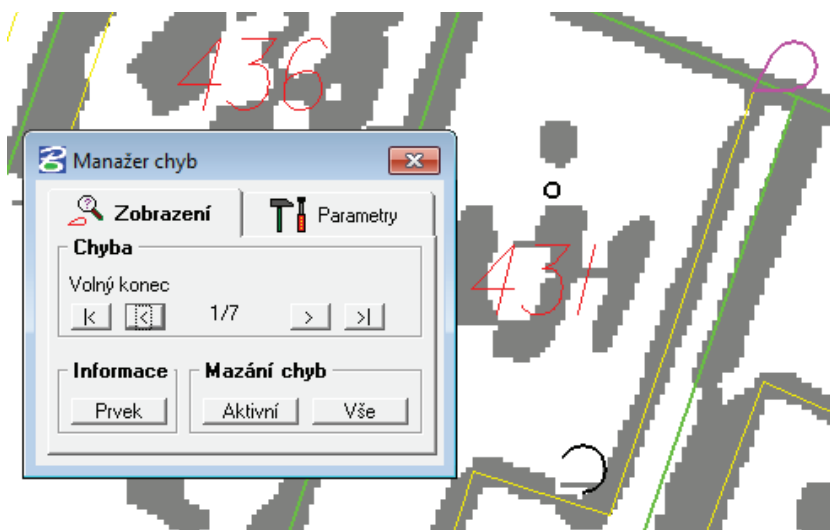 436
Manažer chyb
Zobrazení
Parametry
Chyba
Volný konec
|<
<
1/7
>
>|
Informace
Mazání chyb
Prvek
Aktivní
Vše
431